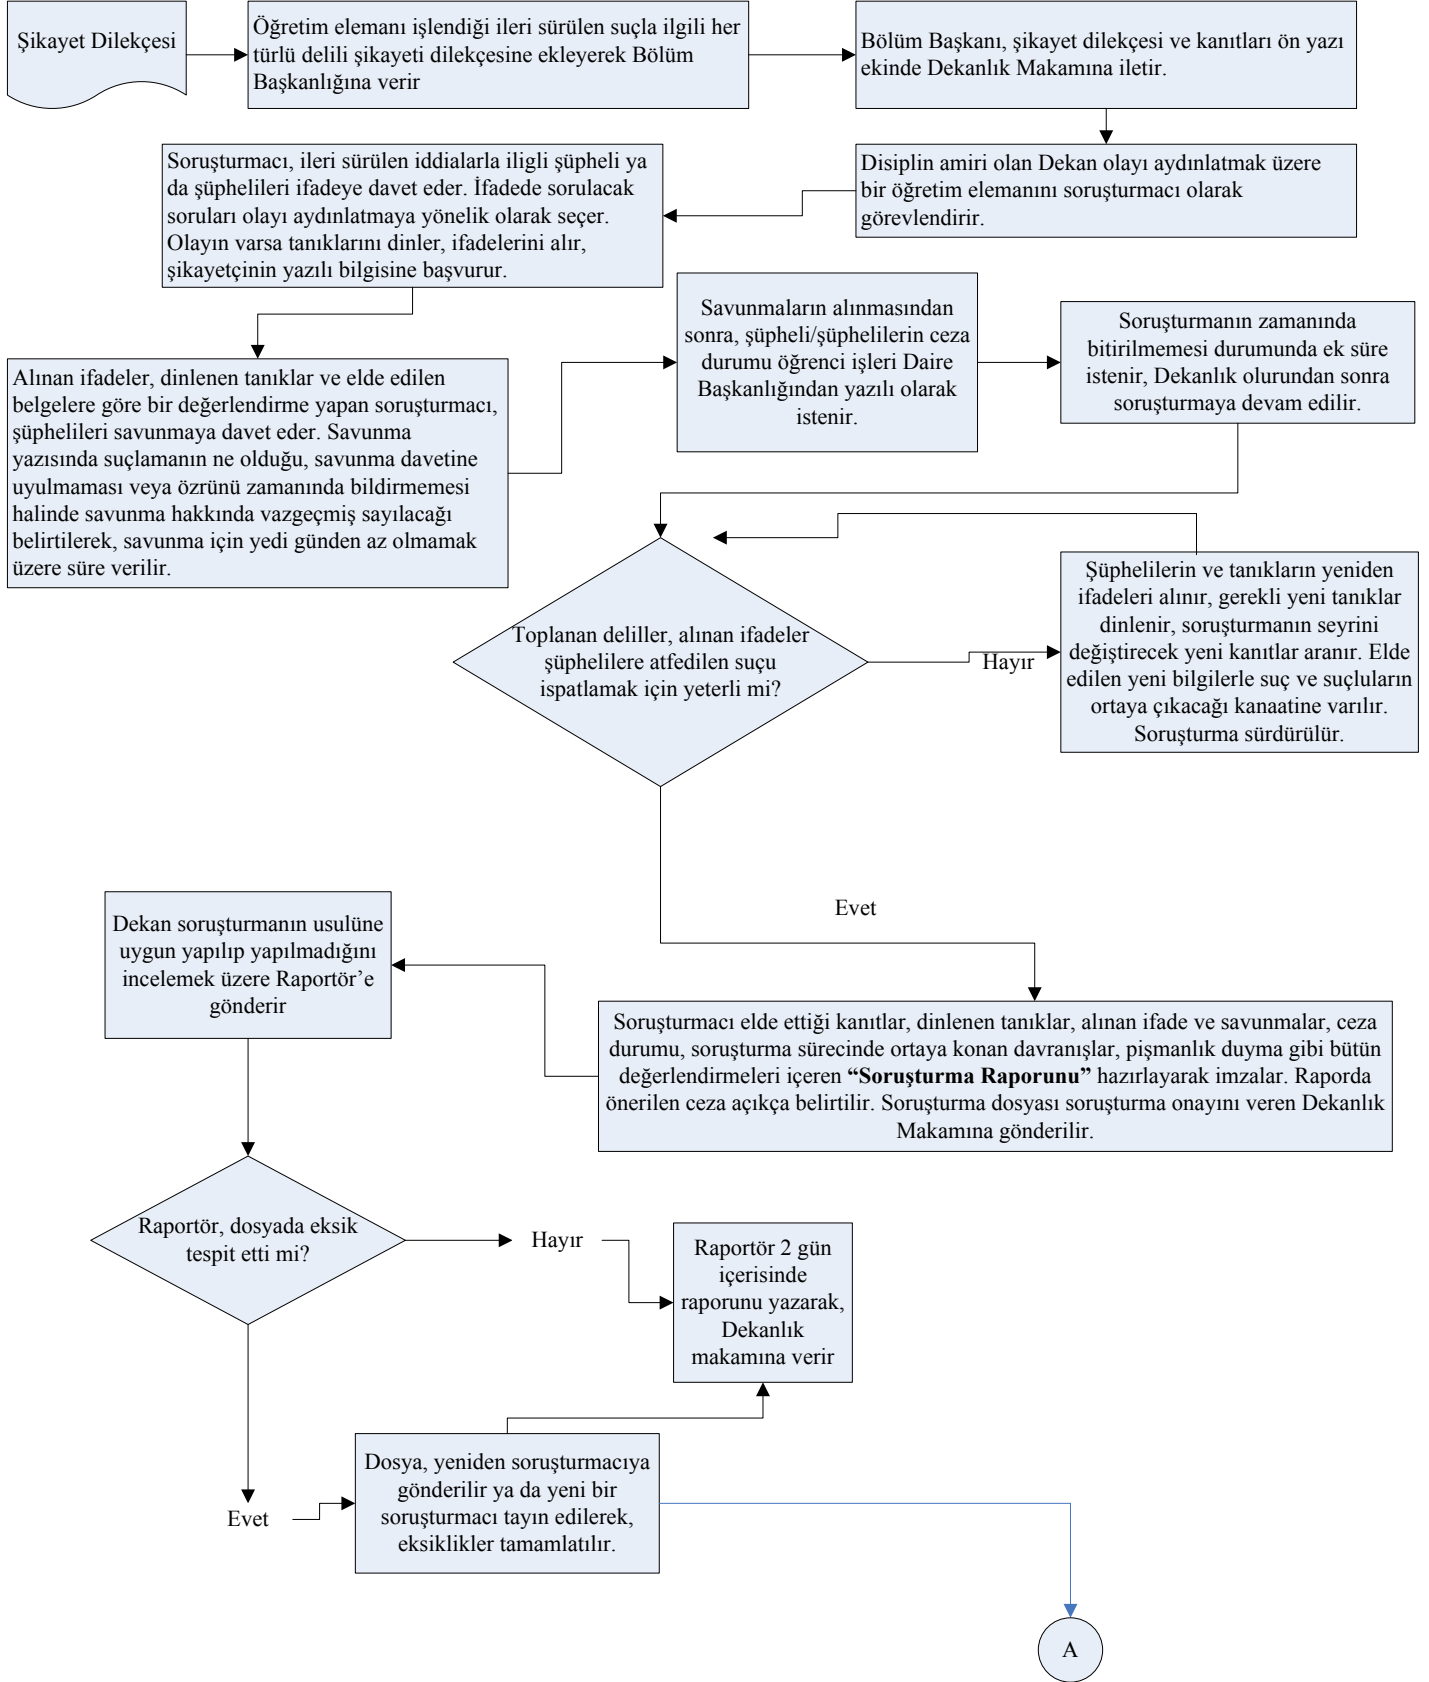 Şikayet Dilekçesi
Öğretim elemanı işlendiği ileri sürülen suçla ilgili her
türlü delili şikayeti dilekçesine ekleyerek Bölüm
Başkanlığına verir
Bölüm Başkanı, şikayet dilekçesi ve kanıtları ön yazı
ekinde Dekanlık Makamına iletir.
Disiplin amiri olan Dekan olayı aydınlatmak üzere
bir öğretim elemanını soruşturmacı olarak
görevlendirir.
Soruşturmacı, ileri sürülen iddialarla iligli şüpheli ya
da şüphelileri ifadeye davet eder. İfadede sorulacak
soruları olayı aydınlatmaya yönelik olarak seçer.
Olayın varsa tanıklarını dinler, ifadelerini alır,
şikayetçinin yazılı bilgisine başvurur.
Alınan ifadeler, dinlenen tanıklar ve elde edilen
belgelere göre bir değerlendirme yapan soruşturmacı,
şüphelileri savunmaya davet eder. Savunma
yazısında suçlamanın ne olduğu, savunma davetine
uyulmaması veya özrünü zamanında bildirmemesi
halinde savunma hakkında vazgeçmiş sayılacağı
belirtilerek, savunma için yedi günden az olmamak
üzere süre verilir.
Savunmaların alınmasından
sonra, şüpheli/şüphelilerin ceza
durumu öğrenci işleri Daire
Başkanlığından yazılı olarak
istenir.
Soruşturmanın zamanında
bitirilmemesi durumunda ek süre
istenir, Dekanlık olurundan sonra
soruşturmaya devam edilir.
Toplanan deliller, alınan ifadeler
şüphelilere atfedilen suçu
ispatlamak için yeterli mi?
Hayır
Şüphelilerin ve tanıkların yeniden
ifadeleri alınır, gerekli yeni tanıklar
dinlenir, soruşturmanın seyrini
değiştirecek yeni kanıtlar aranır. Elde
edilen yeni bilgilerle suç ve suçluların
ortaya çıkacağı kanaatine varılır.
Soruşturma sürdürülür.
Evet
Soruşturmacı elde ettiği kanıtlar, dinlenen tanıklar, alınan ifade ve savunmalar, ceza
durumu, soruşturma sürecinde ortaya konan davranışlar, pişmanlık duyma gibi bütün
değerlendirmeleri içeren “Soruşturma Raporunu” hazırlayarak imzalar. Raporda
önerilen ceza açıkça belirtilir. Soruşturma dosyası soruşturma onayını veren Dekanlık
Makamına gönderilir.
Dekan soruşturmanın usulüne
uygun yapılıp yapılmadığını
incelemek üzere Raportör’e
gönderir
Raportör, dosyada eksik
tespit etti mi?
Hayır
Raportör 2 gün
içerisinde
raporunu yazarak,
Dekanlık
makamına verir
Evet
Dosya, yeniden soruşturmacıya
gönderilir ya da yeni bir
soruşturmacı tayin edilerek,
eksiklikler tamamlatılır.
A